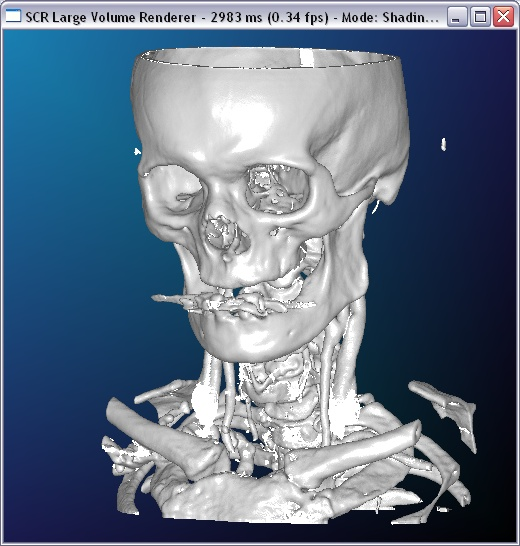 SCR Large Volume Renderer - 2983 ms (0.34 fps) - Mode: Shadin...